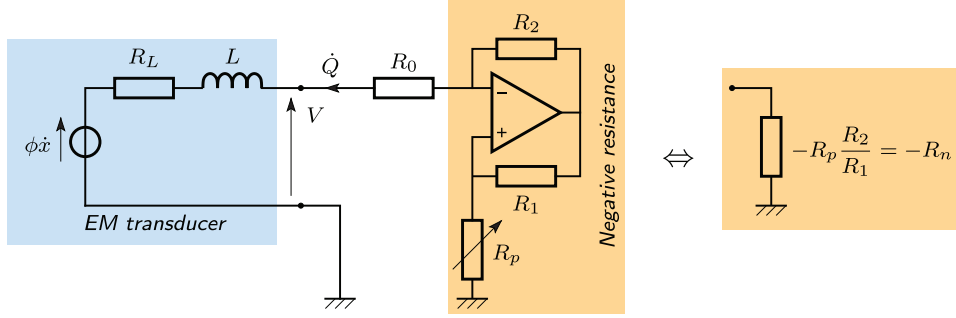 R_L
L
ϕẋ
EM transducer
Q̇
V
R_0
R_2
−
+
R_1
R_p
Negative resistance
⇔
−R_p R_2/R_1 = −R_n